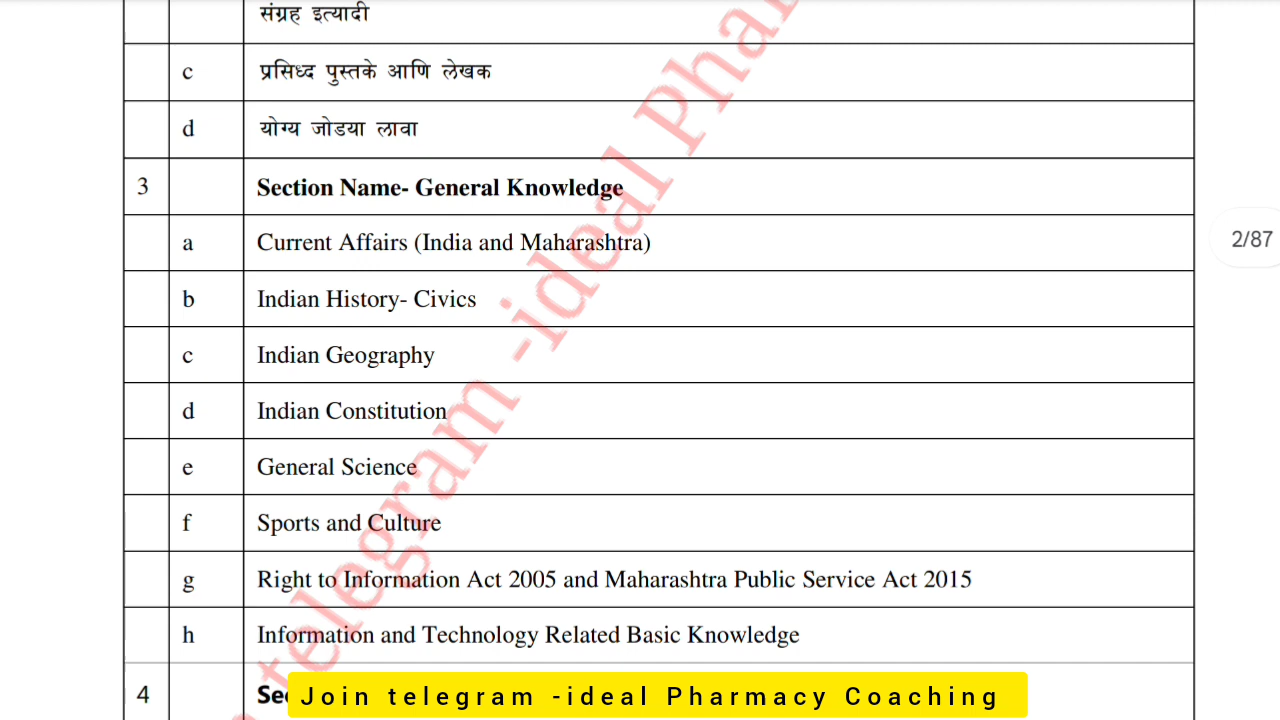 संग्रह इत्यादी
c प्रसिध्द पुस्तके आणि लेखक
d योग्य जोडया लावा
3 Section Name- General Knowledge
a Current Affairs (India and Maharashtra)
b Indian History- Civics
2/87
c Indian Geography
d Indian Constitution
e General Science
f Sports and Culture
g Right to Information Act 2005 and Maharashtra Public Service Act 2015
h Information and Technology Related Basic Knowledge
4
Join telegram -ideal Pharmacy Coaching
telegram -ideal